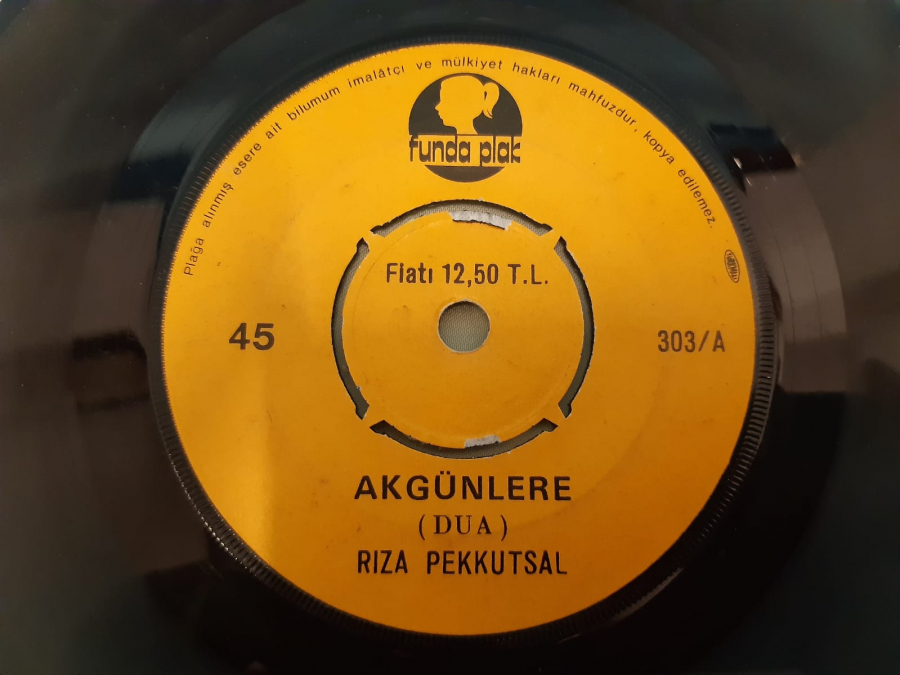 Plağa alınmış esere ait bilumum imalâtçı ve mülkiyet hakları mahfuzdur. kopya edilemez.
funda plak
Fiatı 12,50 T.L.
45
303/A
AKGÜNLERE
(DUA)
RIZA PEKKUTSAL